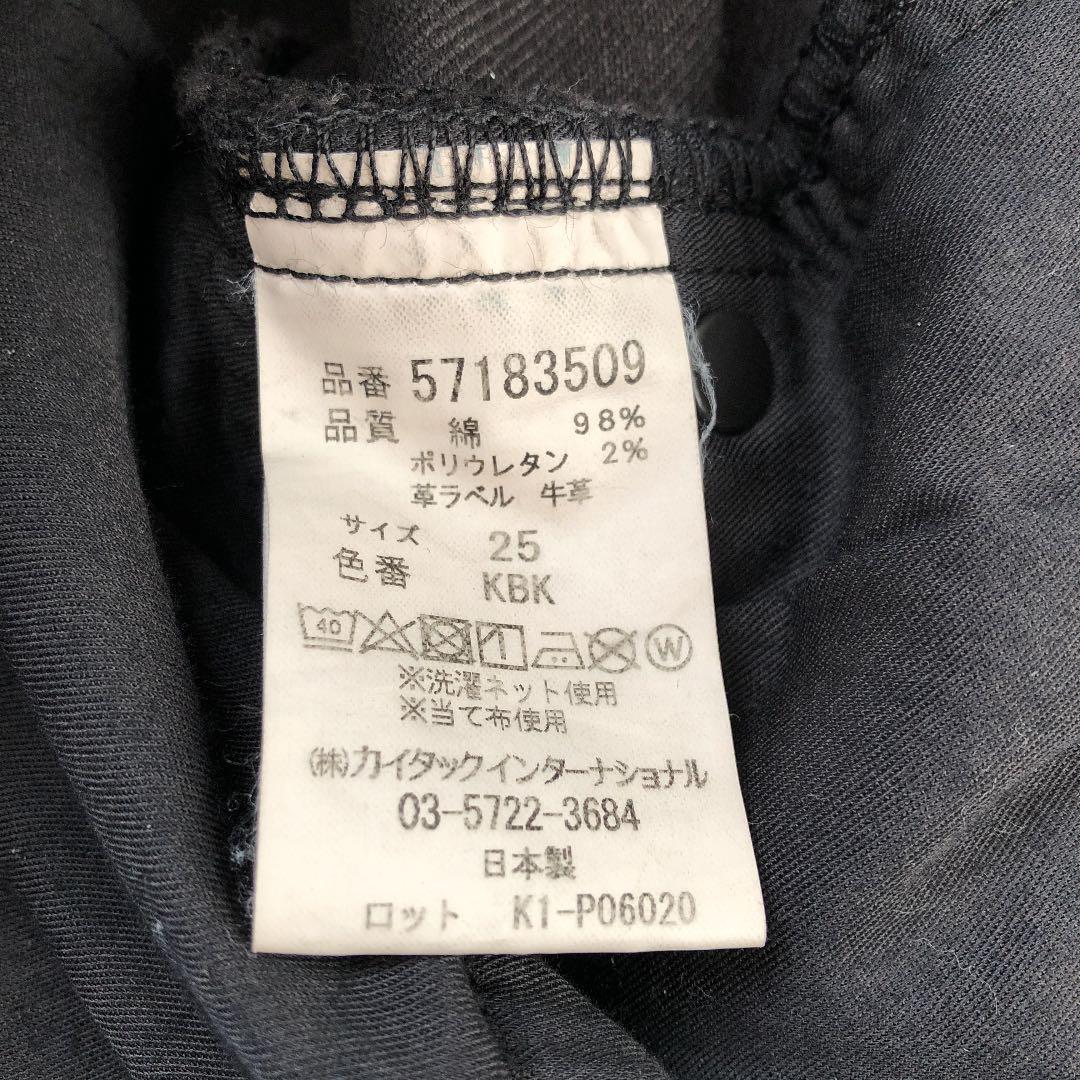 品番 57183509
品質 綿 98%
ポリウレタン 2%
革ラベル 牛革
サイズ 25
色番 KBK
40 W
※洗濯ネット使用
※当て布使用
(株)カイタックインターナショナル
03-5722-3684
日本製
ロット K1-P06020